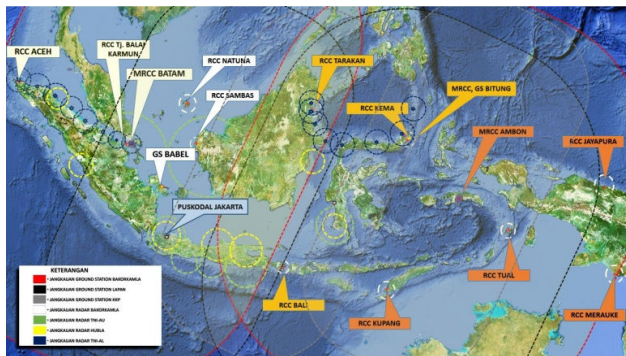 RCC ACEH
RCC Tj. BALAI
KARMUN
MRCC BATAM
RCC NATUNA
RCC SAMBAS
GS BABEL
PUSKODAL JAKARTA
RCC TARAKAN
RCC KEMA
MRCC, GS BITUNG
MRCC AMBON
RCC JAYAPURA
RCC TUAL
RCC MERAUKE
RCC KUPANG
RCC BALI
KETERANGAN
- JANGKAUAN GROUND STATION BAKORKAMLA
- JANGKAUAN GROUND STATION LAPAN
- JANGKAUAN GROUND STATION KKP
- JANGKAUAN RADAR BAKORKAMLA
- JANGKAUAN RADAR TNI-AU
- JANGKAUAN RADAR HUBLA
- JANGKAUAN RADAR TNI-AL